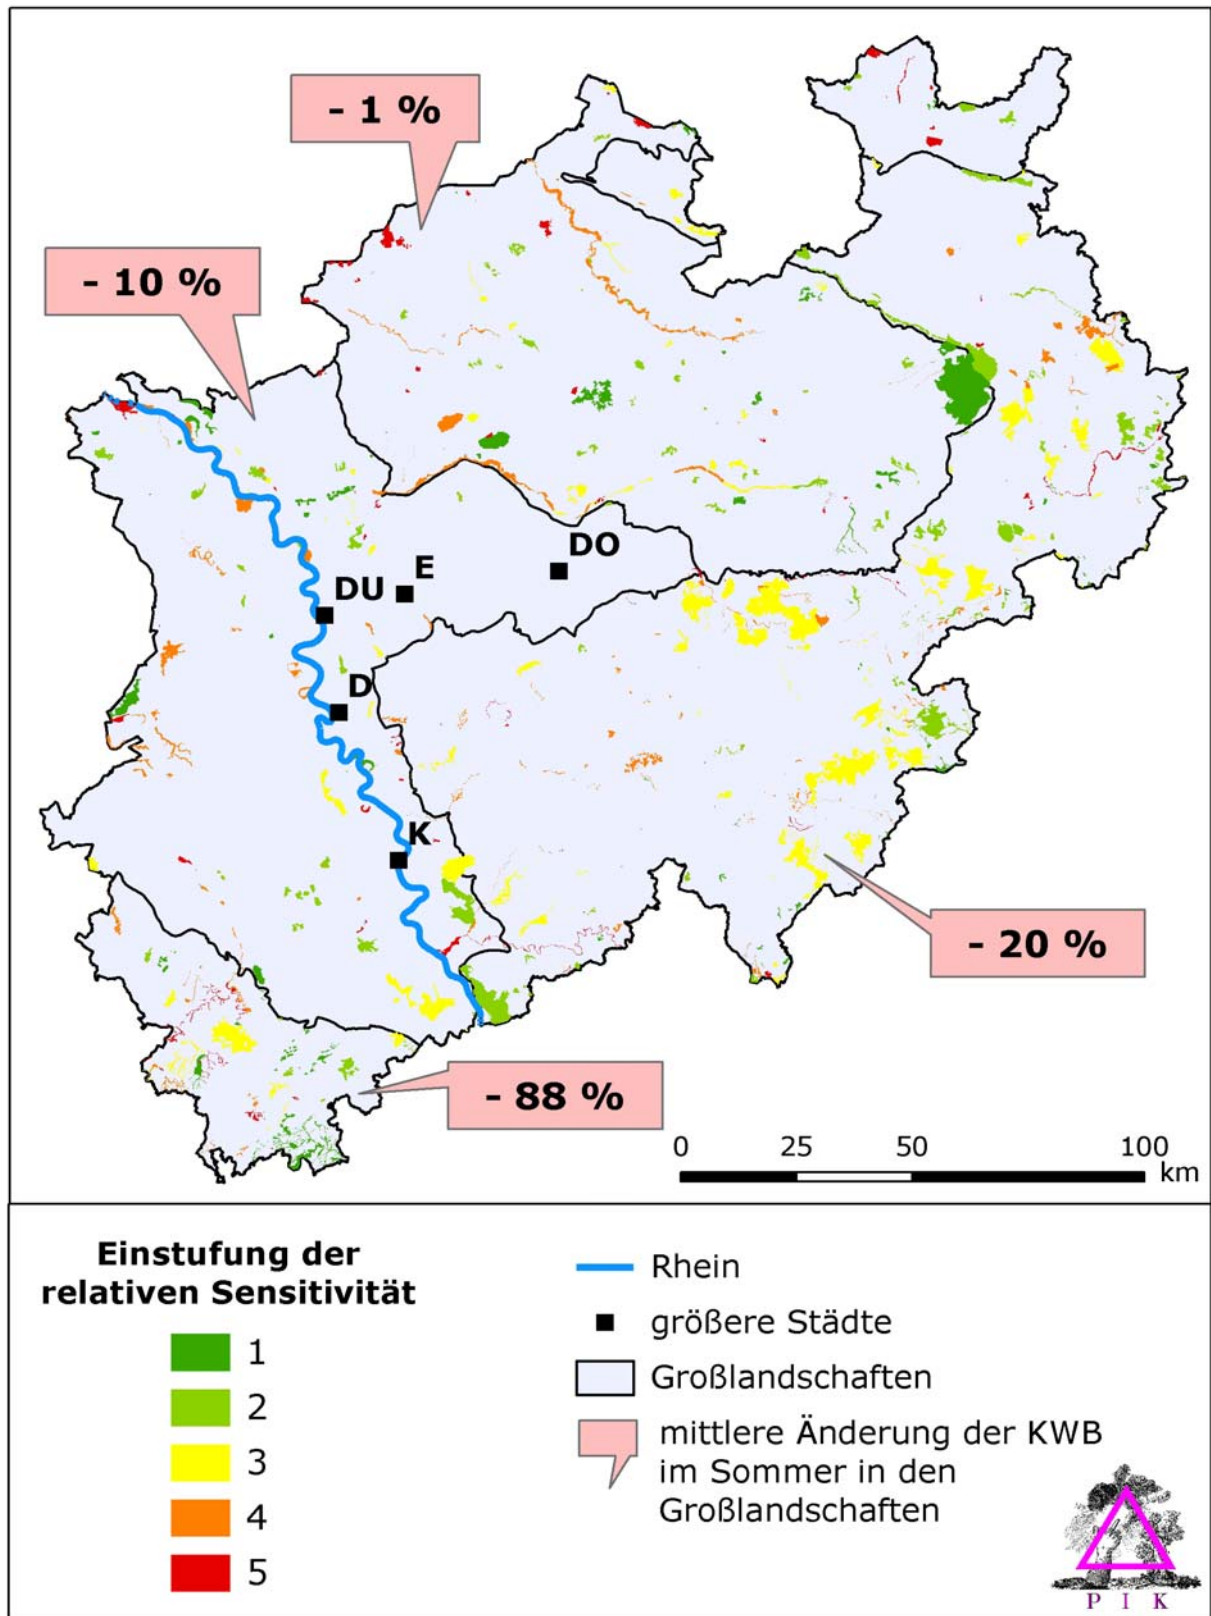 - 1 %
- 10 %
DO
E
DU
D
K
- 20 %
- 88 %
0 25 50 100
km
Einstufung der
relativen Sensitivität
1
2
3
4
5
Rhein
größere Städte
Großlandschaften
mittlere Änderung der KWB
im Sommer in den
Großlandschaften
P I K